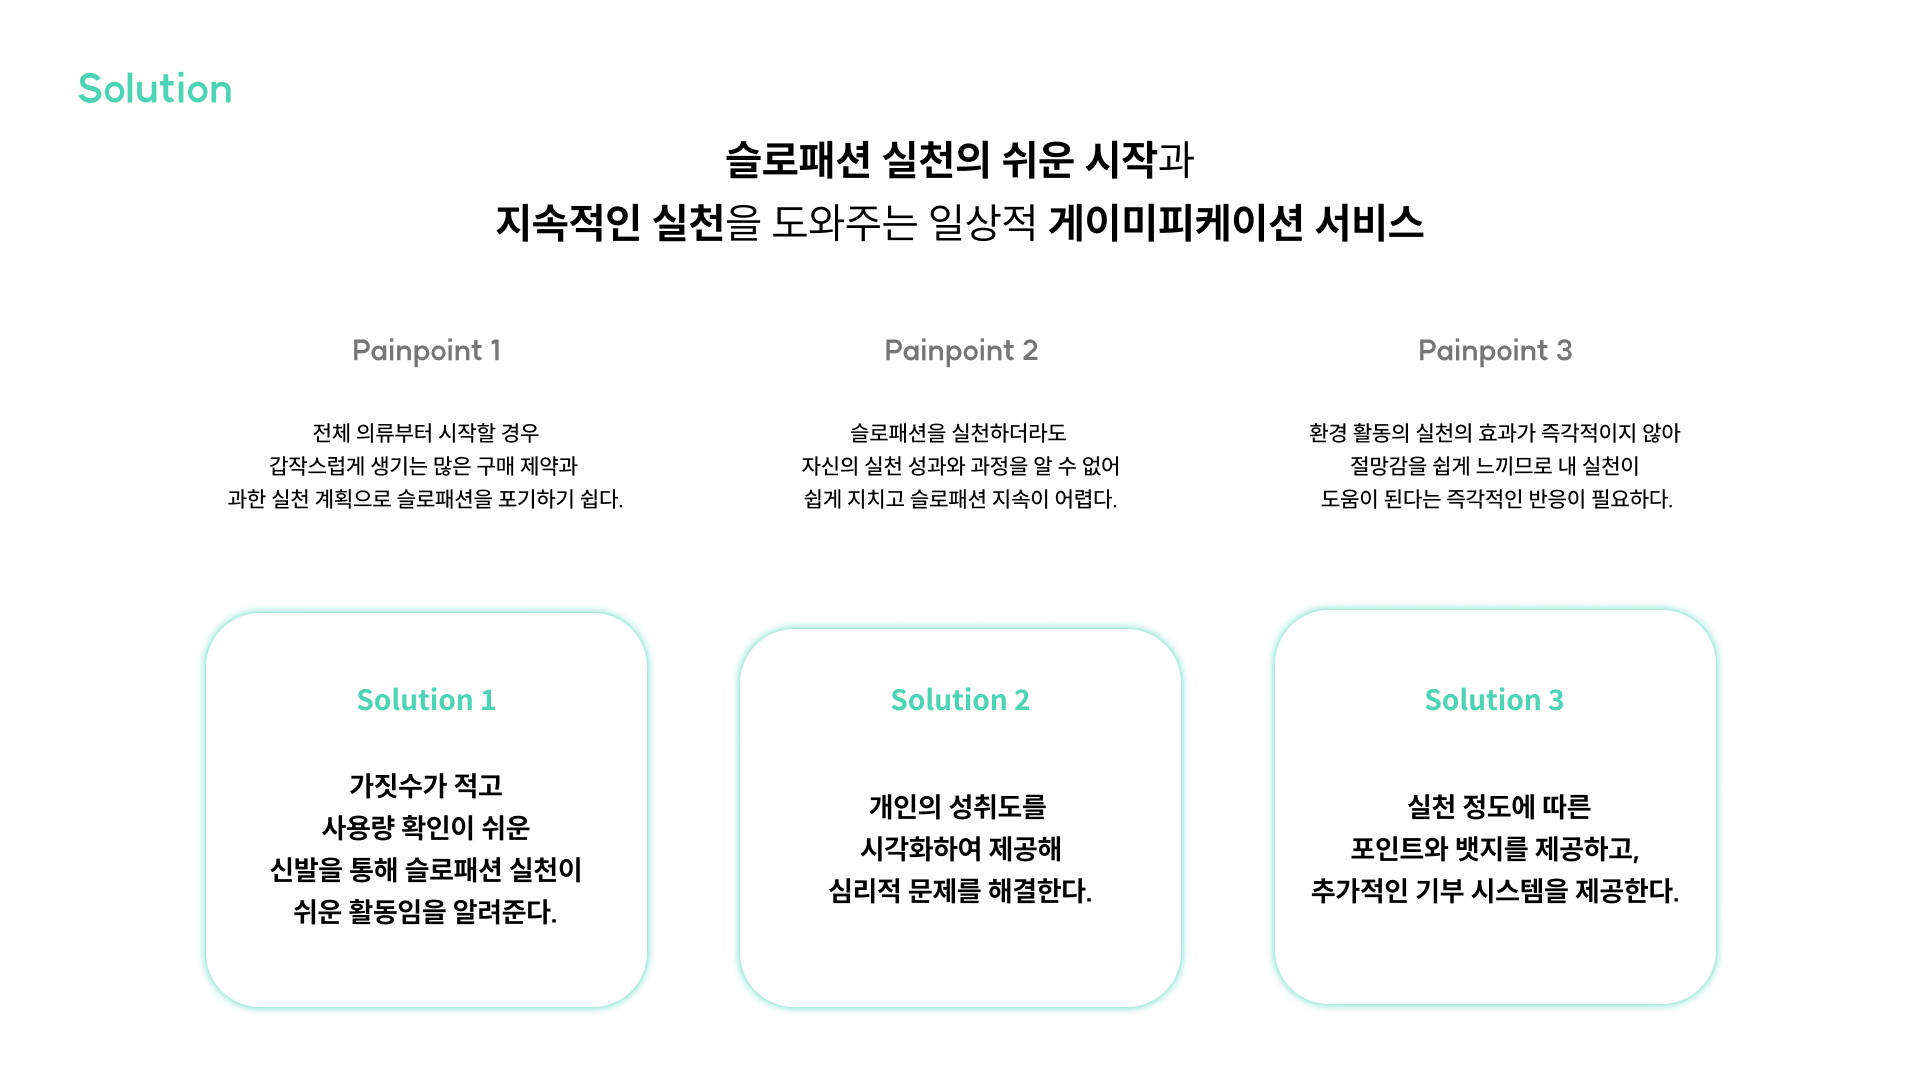 Solution
슬로패션 실천의 쉬운 시작과
지속적인 실천을 도와주는 일상적 게이미피케이션 서비스
Painpoint 1
전체 의류부터 시작할 경우
갑작스럽게 생기는 많은 구매 제약과
과한 실천 계획으로 슬로패션을 포기하기 쉽다.
Painpoint 2
슬로패션을 실천하더라도
자신의 실천 성과와 과정을 알 수 없어
쉽게 지치고 슬로패션 지속이 어렵다.
Painpoint 3
환경 활동의 실천의 효과가 즉각적이지 않아
절망감을 쉽게 느끼므로 내 실천이
도움이 된다는 즉각적인 반응이 필요하다.
Solution 1
가짓수가 적고
사용량 확인이 쉬운
신발을 통해 슬로패션 실천이
쉬운 활동임을 알려준다.
Solution 2
개인의 성취도를
시각화하여 제공해
심리적 문제를 해결한다.
Solution 3
실천 정도에 따른
포인트와 뱃지를 제공하고,
추가적인 기부 시스템을 제공한다.